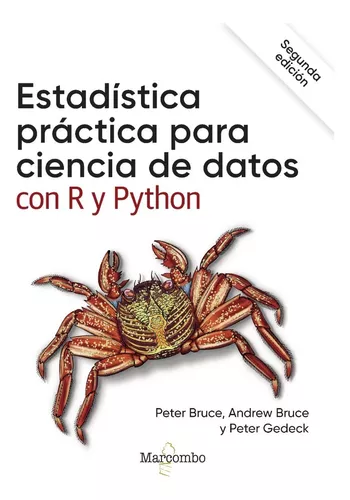 Segunda
edición
Estadística
práctica para
ciencia de datos
con R y Python
Peter Bruce, Andrew Bruce
y Peter Gedeck
Marcombo